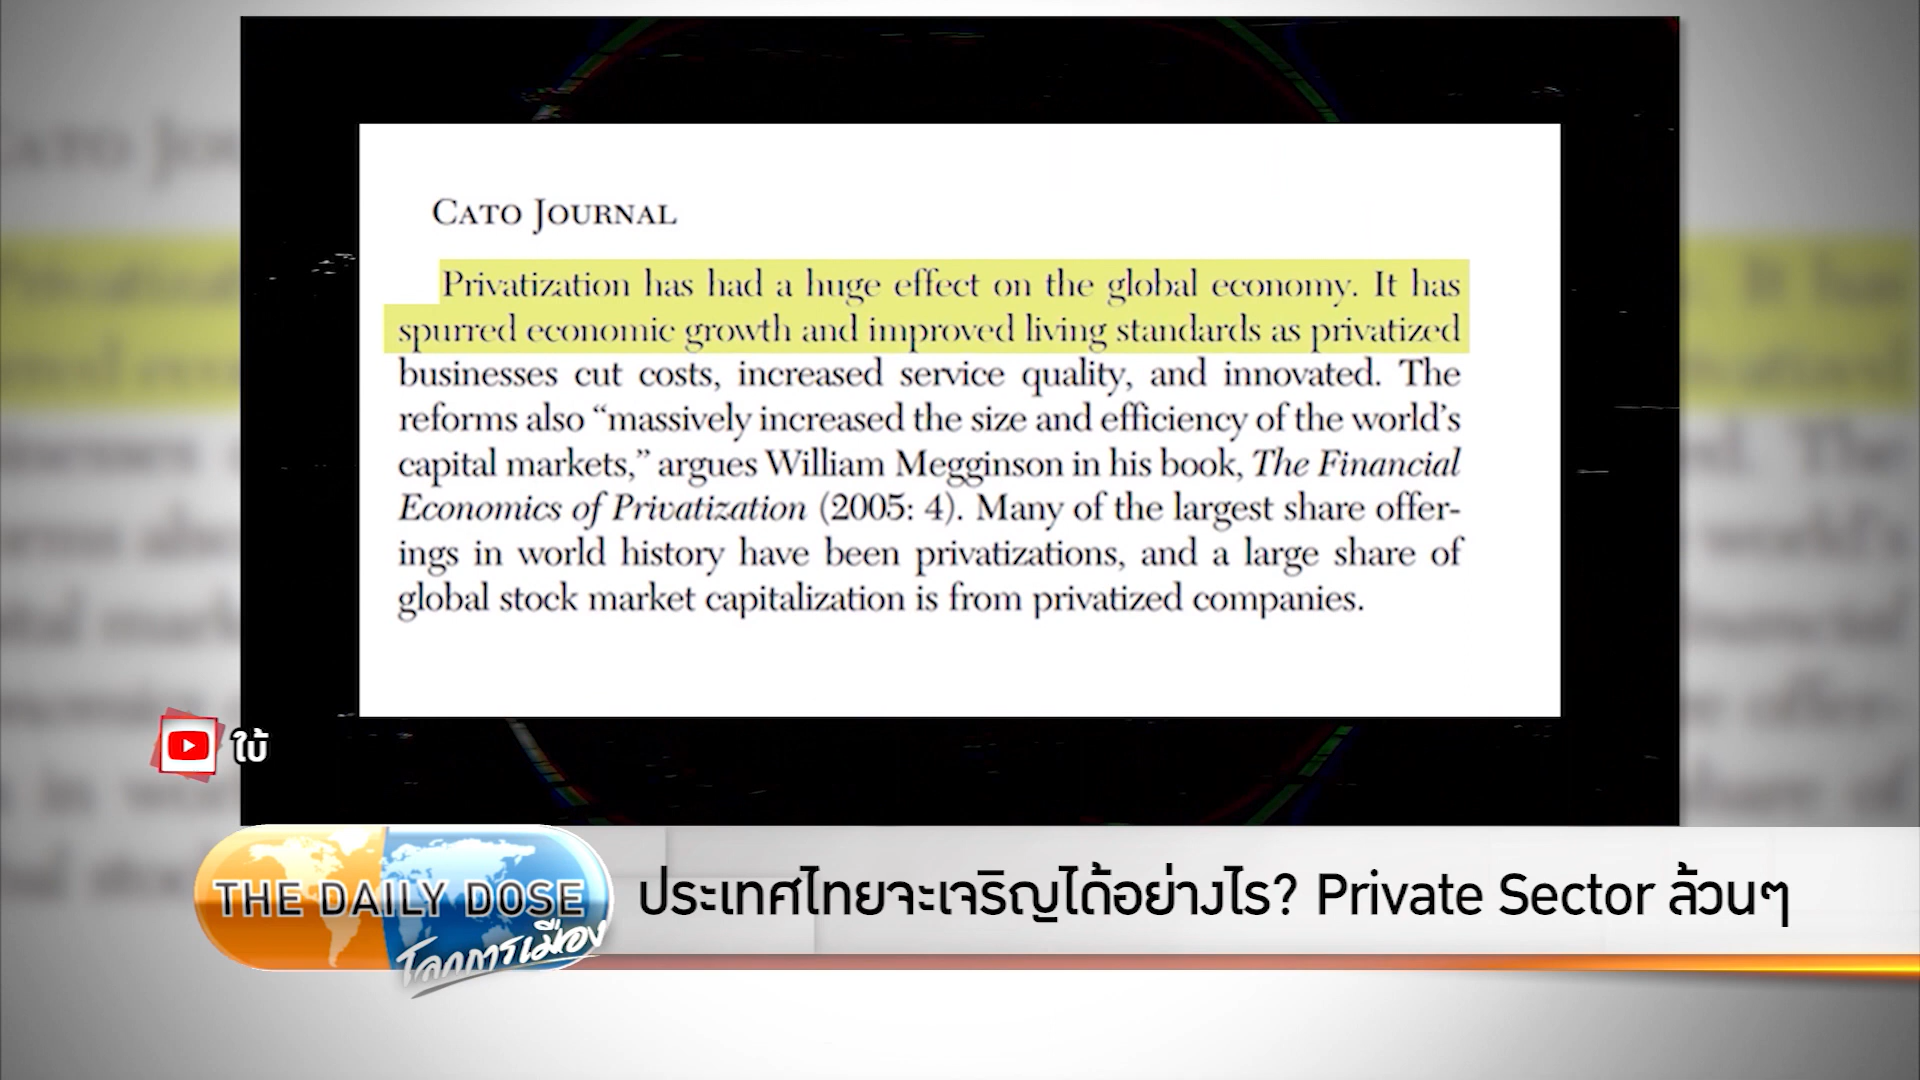 CATO JOURNAL
Privatization has had a huge effect on the global economy. It has
spurred economic growth and improved living standards as privatized
businesses cut costs, increased service quality, and innovated. The
reforms also “massively increased the size and efficiency of the world’s
capital markets,” argues William Megginson in his book, The Financial
Economics of Privatization (2005: 4). Many of the largest share offer-
ings in world history have been privatizations, and a large share of
global stock market capitalization is from privatized companies.
ใบ้
THE DAILY DOSE
โลกการเมือง
ประเทศไทยจะเจริญได้อย่างไร? Private Sector ล้วนๆ